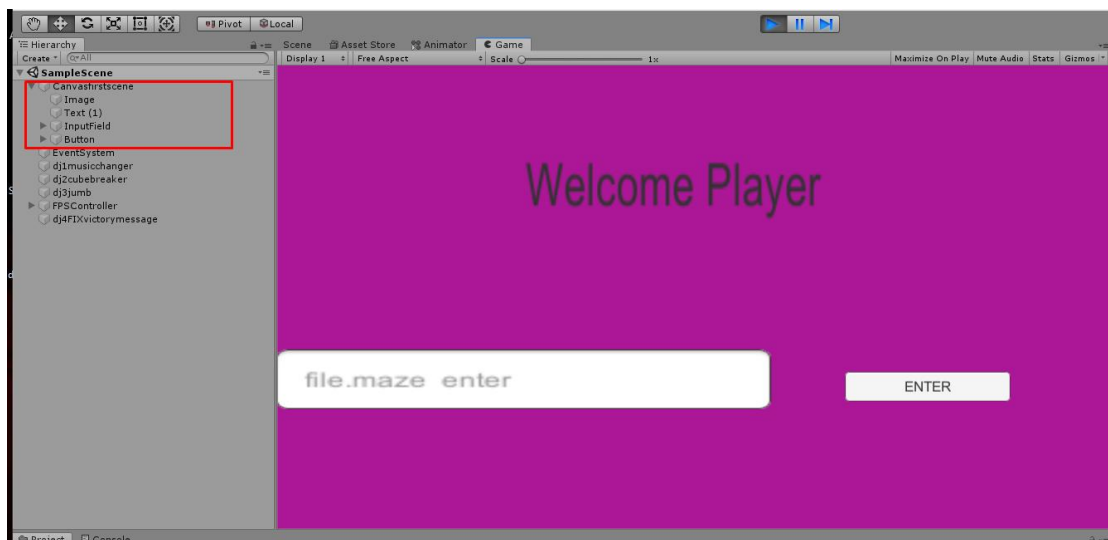 Pivot Local
Hierarchy
Scene Asset Store Animator Game
Create All
Display 1 Free Aspect Scale 1x Maximize On Play Mute Audio Stats Gizmos
SampleScene
Canvasfirstscene
Image
Text (1)
InputField
Button
EventSystem
dj1musicchanger
dj2cubebreaker
dj3jumb
FPSController
dj4FIXvictorymessage
Welcome Player
file.maze enter
ENTER
Project Console